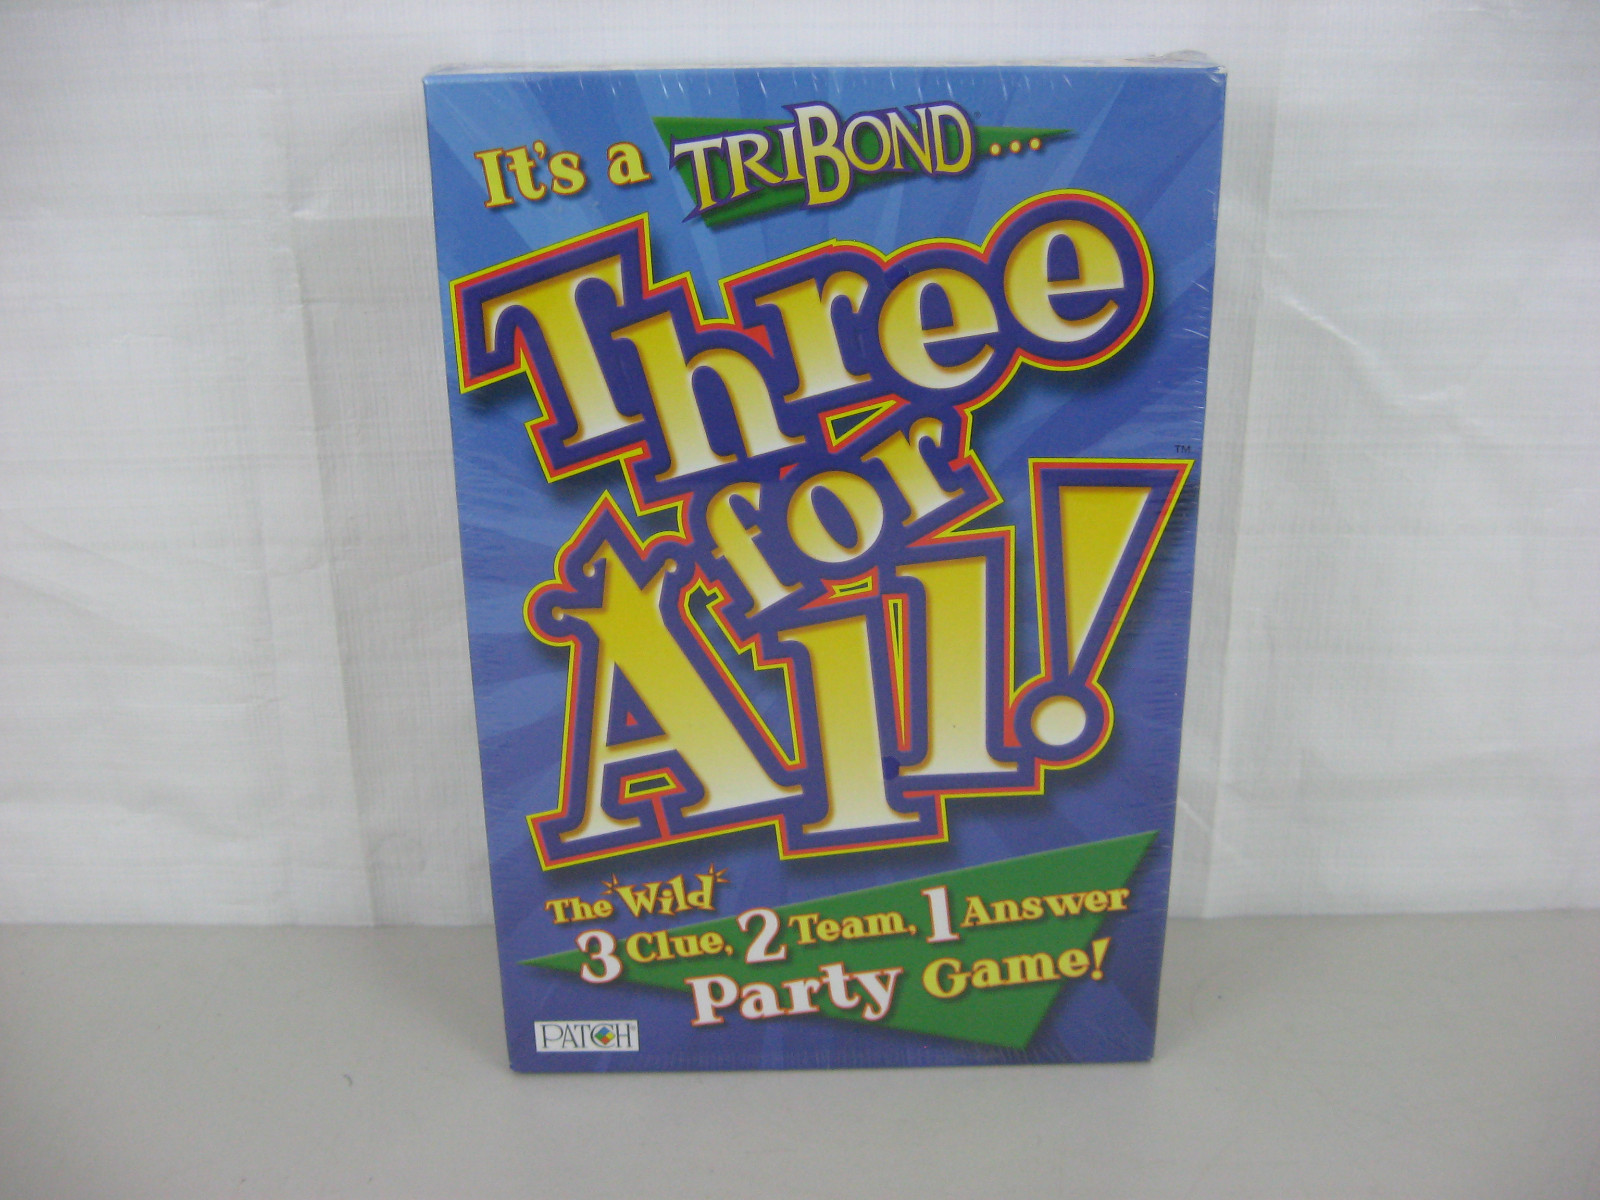 It's a TRIBOND® ...
Three
for
All!
™
The Wild
3 Clue, 2 Team, 1 Answer
Party Game!
PATCH®